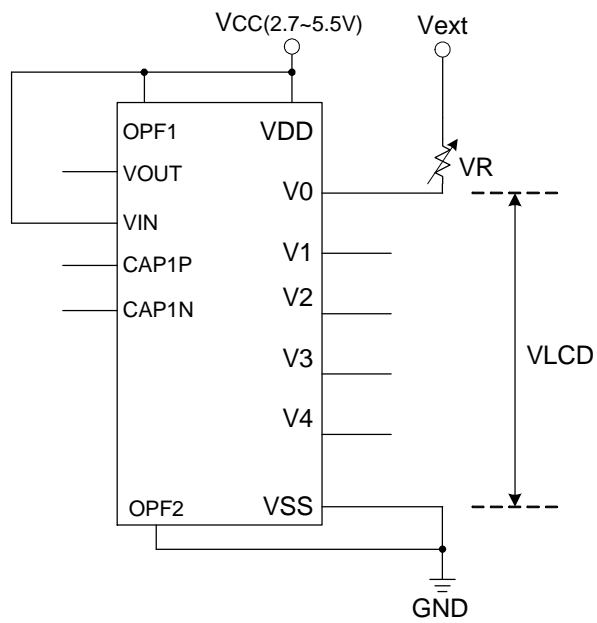 VCC(2.7~5.5V)
Vext
OPF1
VDD
VOUT
VR
V0
VIN
V1
CAP1P
V2
CAP1N
V3
VLCD
V4
OPF2
VSS
GND